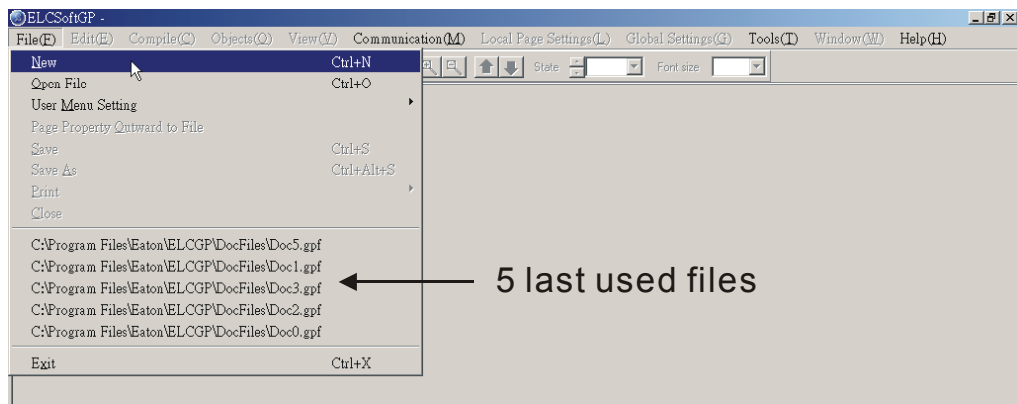 ELCSoftGP -
File(F) Edit(E) Compile(C) Objects(O) View(V) Communication(M) Local Page Settings(L) Global Settings(G) Tools(T) Window(W) Help(H)
New Ctrl+N
State Font size
Open File Ctrl+O
User Menu Setting
Page Property Outward to File
Save Ctrl+S
Save As Ctrl+Alt+S
Print
Close
C:\Program Files\Eaton\ELCGP\DocFiles\Doc5.gpf
C:\Program Files\Eaton\ELCGP\DocFiles\Doc1.gpf
C:\Program Files\Eaton\ELCGP\DocFiles\Doc3.gpf
5 last used files
C:\Program Files\Eaton\ELCGP\DocFiles\Doc2.gpf
C:\Program Files\Eaton\ELCGP\DocFiles\Doc0.gpf
Exit Ctrl+X